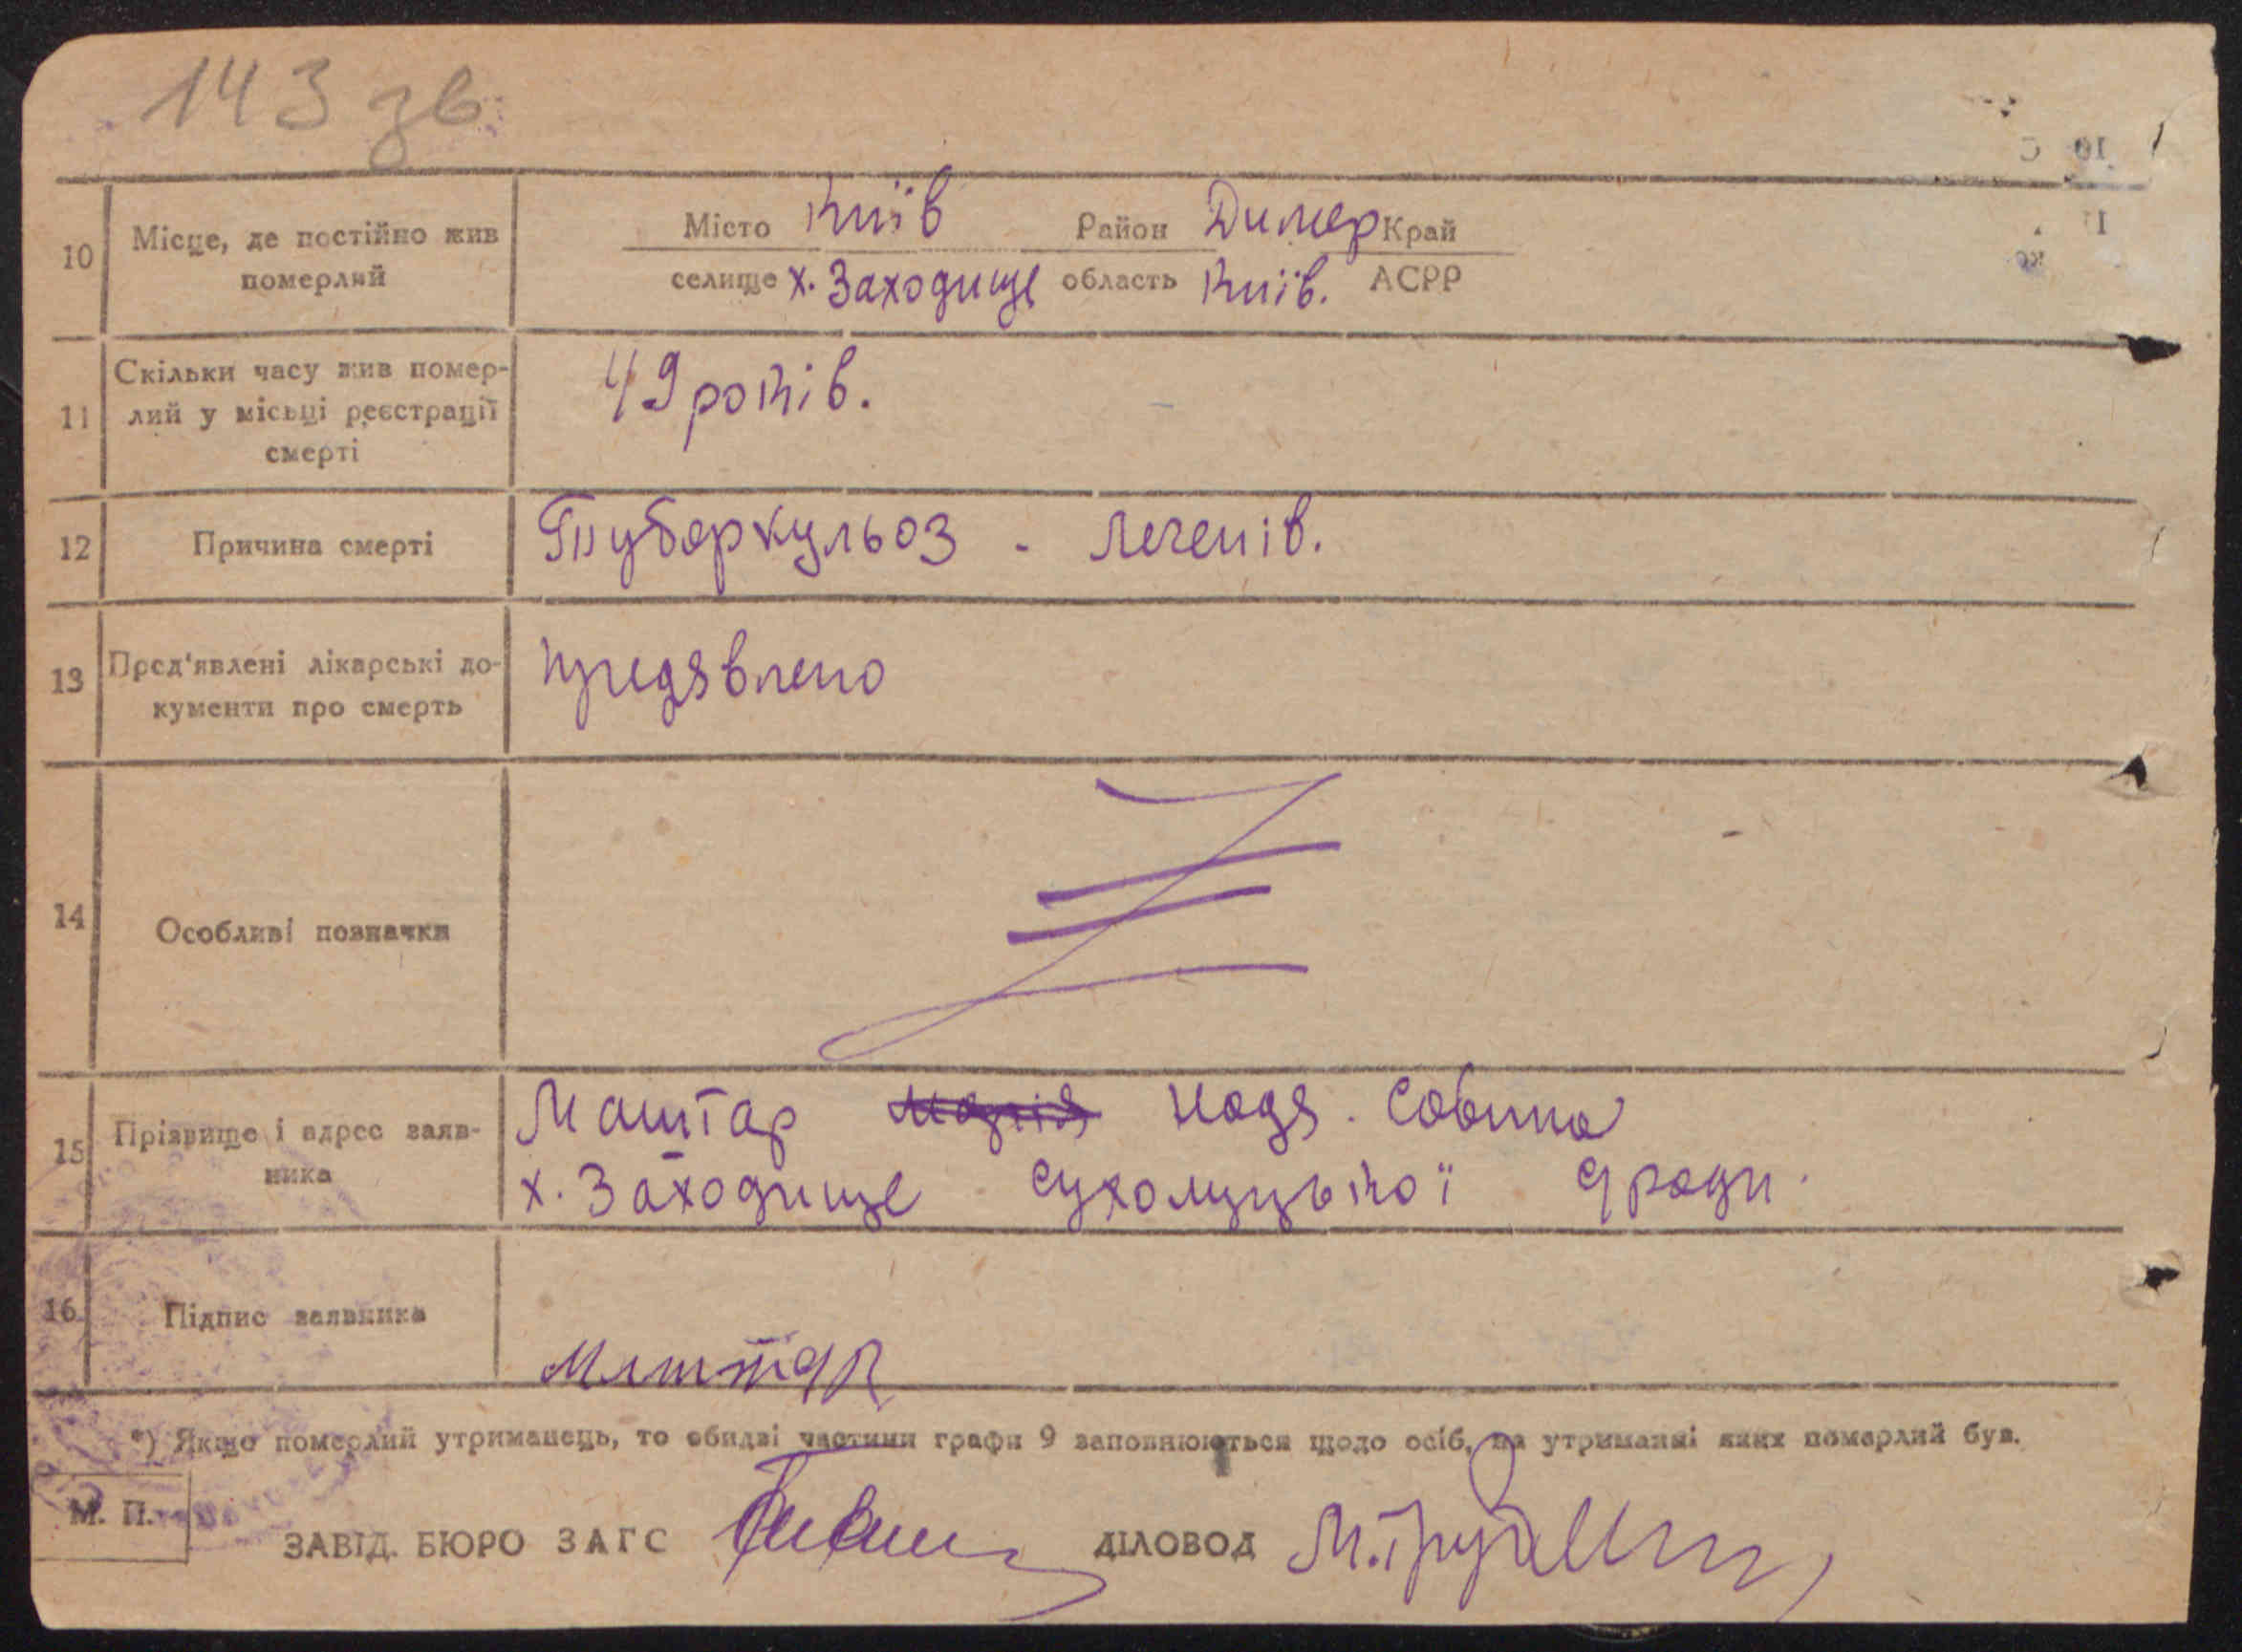 143 зв.
10 Місце, де постійно жив померлий
Місто Київ Район Димер Край
селище х. Заходище область Київ. АСРР
11 Скільки часу жив померлий у місьці реєстрації смерті
49 років.
12 Причина смерті
Туберкульоз - легенів.
13 Пред'явлені лікарські документи про смерть
предявлено
14 Особливі позначки
15 Прізвище і адрес заявника
Маштар Надя. Совина
х. Заходище Сухолуцької с/ради.
16 Підпис заявника
Маштар
*) Якщо померлий утриманець, то обидві частини графи 9 заповнюються щодо осіб, на утриманні яких померлий був.
М. П.
ЗАВІД. БЮРО ЗАГС
ДІЛОВОД